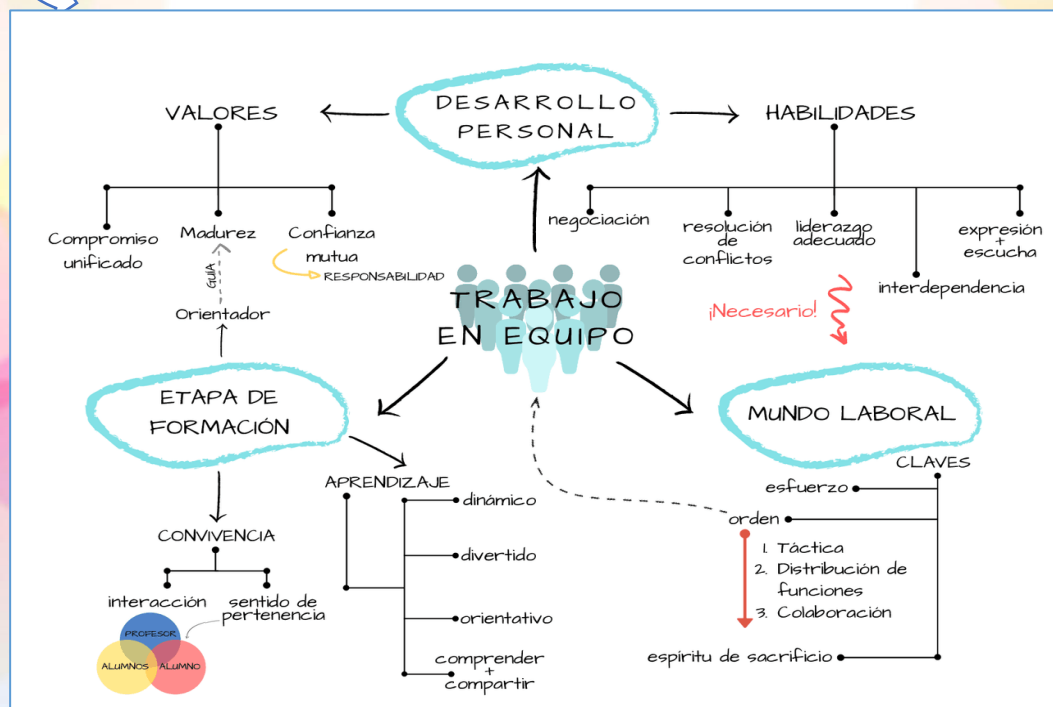 DESARROLLO
PERSONAL
VALORES
HABILIDADES
Compromiso
unificado
Madurez
Confianza
mutua
RESPONSABILIDAD
GUÍA
Orientador
negociación
resolución
de
conflictos
liderazgo
adecuado
interdependencia
expresión
+
escucha
¡Necesario!
TRABAJO
EN EQUIPO
ETAPA DE
FORMACIÓN
MUNDO LABORAL
CONVIVENCIA
interacción
sentido de
pertenencia
PROFESOR
ALUMNOS
ALUMNO
APRENDIZAJE
dinámico
divertido
orientativo
comprender
+
compartir
CLAVES
esfuerzo
orden
1. Táctica
2. Distribución de
funciones
3. Colaboración
espíritu de sacrificio